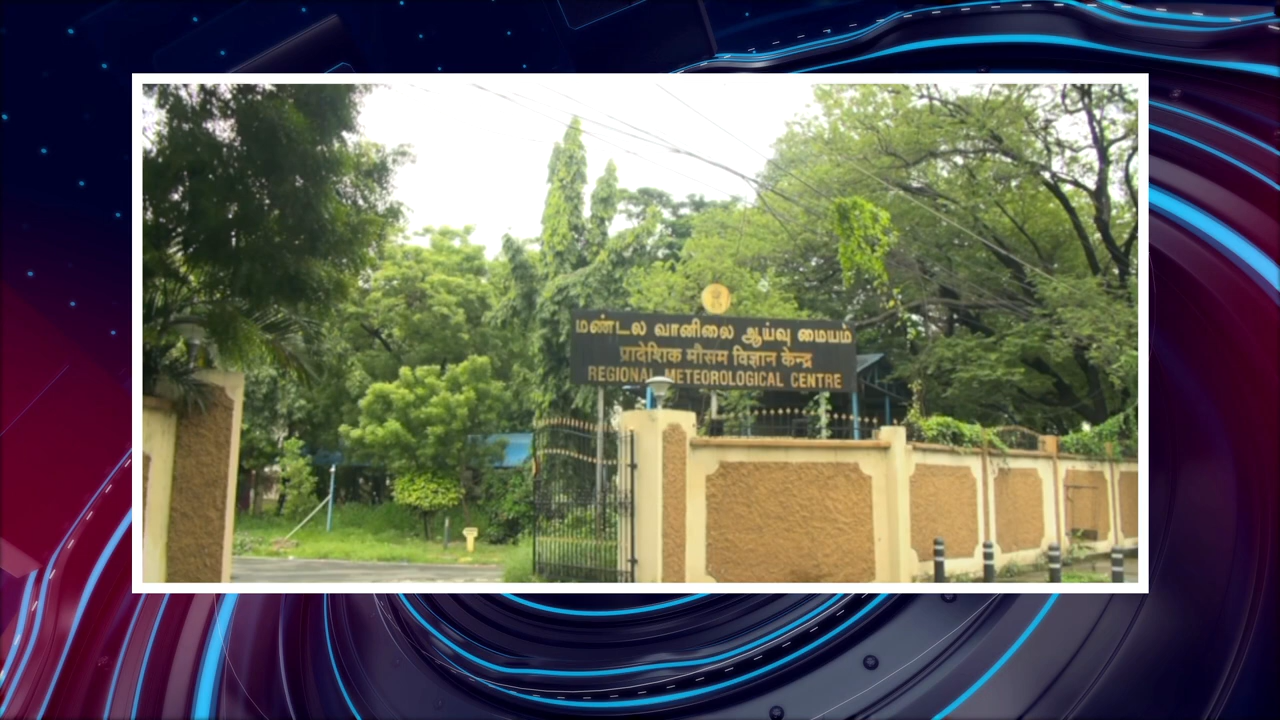 மண்டல வானிலை ஆய்வு மையம்
प्रादेशिक मौसम विज्ञान केन्द्र
REGIONAL METEOROLOGICAL CENTRE